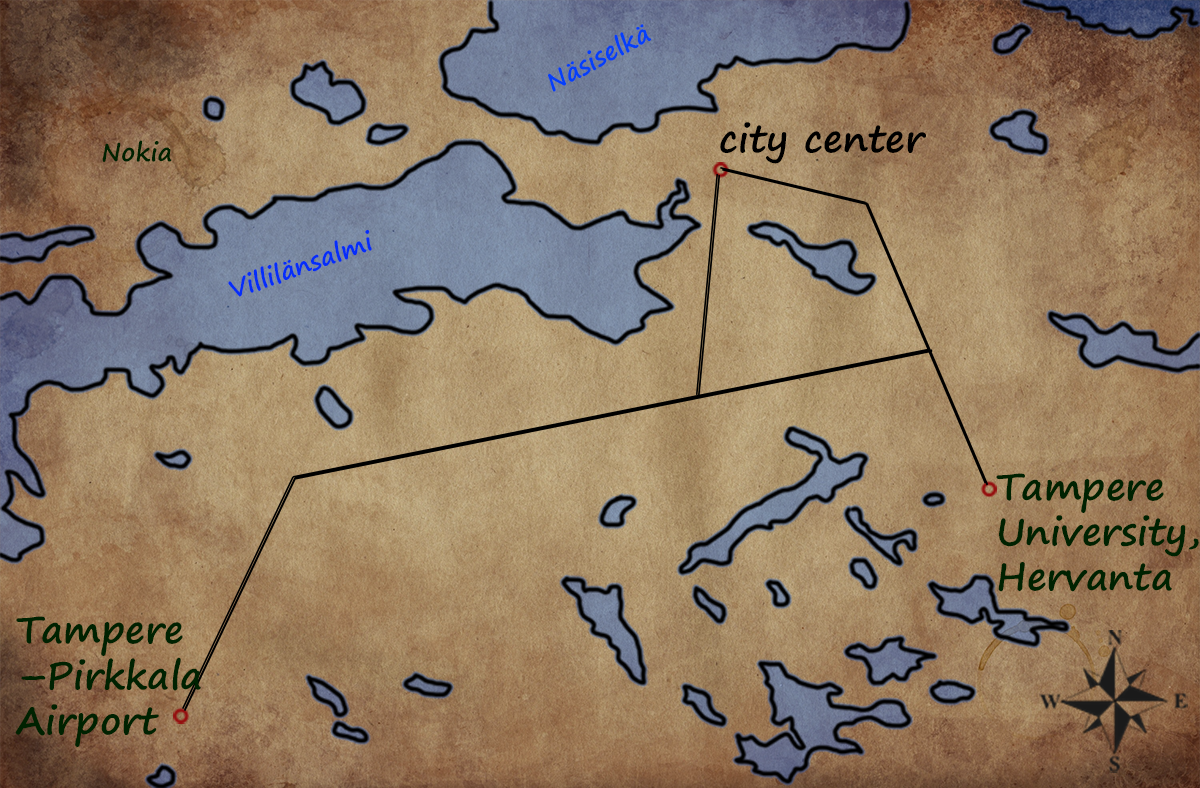 Näsiselkä
city center
Nokia
Villilänsalmi
Tampere
University,
Hervanta
Tampere
–Pirkkala
Airport
N
W
E
S